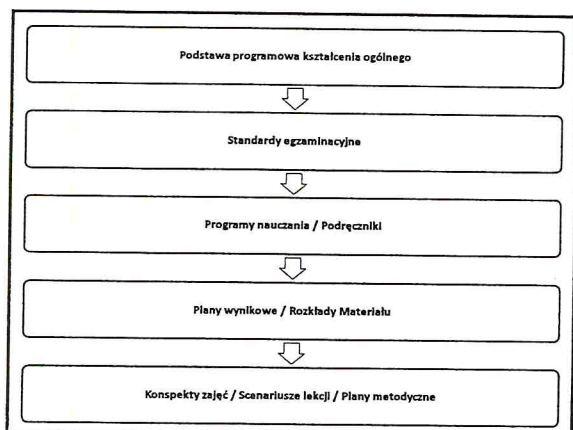 Podstawa programowa kształcenia ogólnego
Standardy egzaminacyjne
Programy nauczania / Podręczniki
Plany wynikowe / Rozkłady Materiału
Konspekty zajęć / Scenariusze lekcji / Plany metodyczne